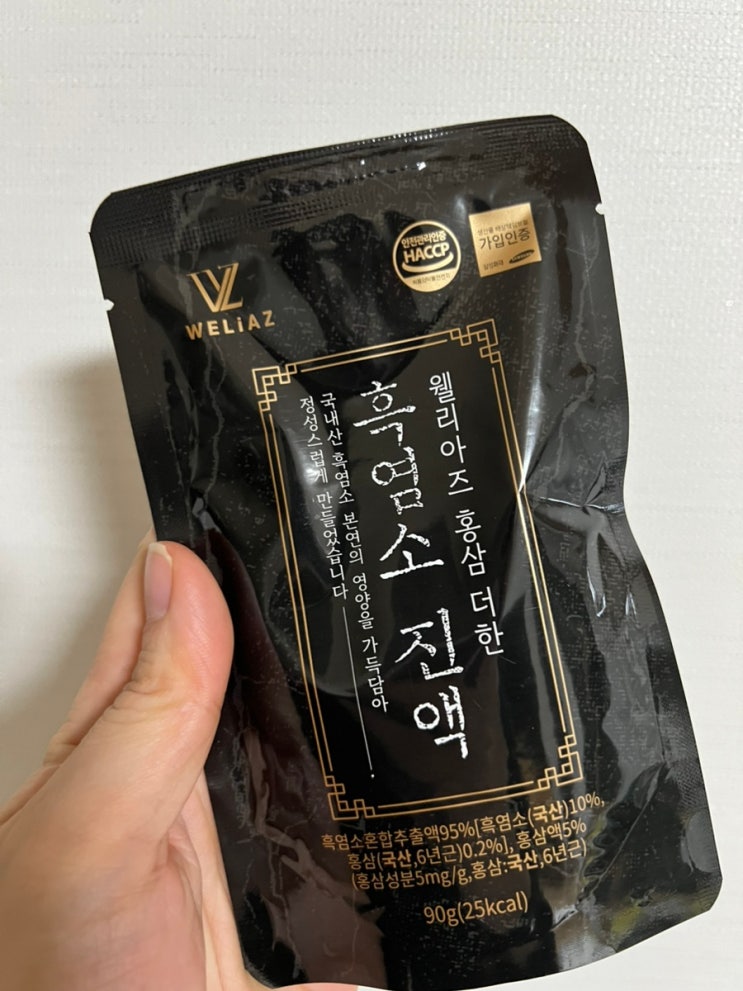 WELiAZ
안전관리인증
HACCP
식품의약품안전처
생산물 배상책임보험
가입인증
삼성화재
SAMSUNG
웰리아즈 홍삼 더한
흑염소 진액
국내산 흑염소 본연의 영양을 가득담아
정성스럽게 만들었습니다
흑염소혼합추출액95%[흑염소(국산)10%,
홍삼(국산,6년근)0.2%], 홍삼액5%
(홍삼성분5mg/g,홍삼:국산,6년근)
90g(25kcal)